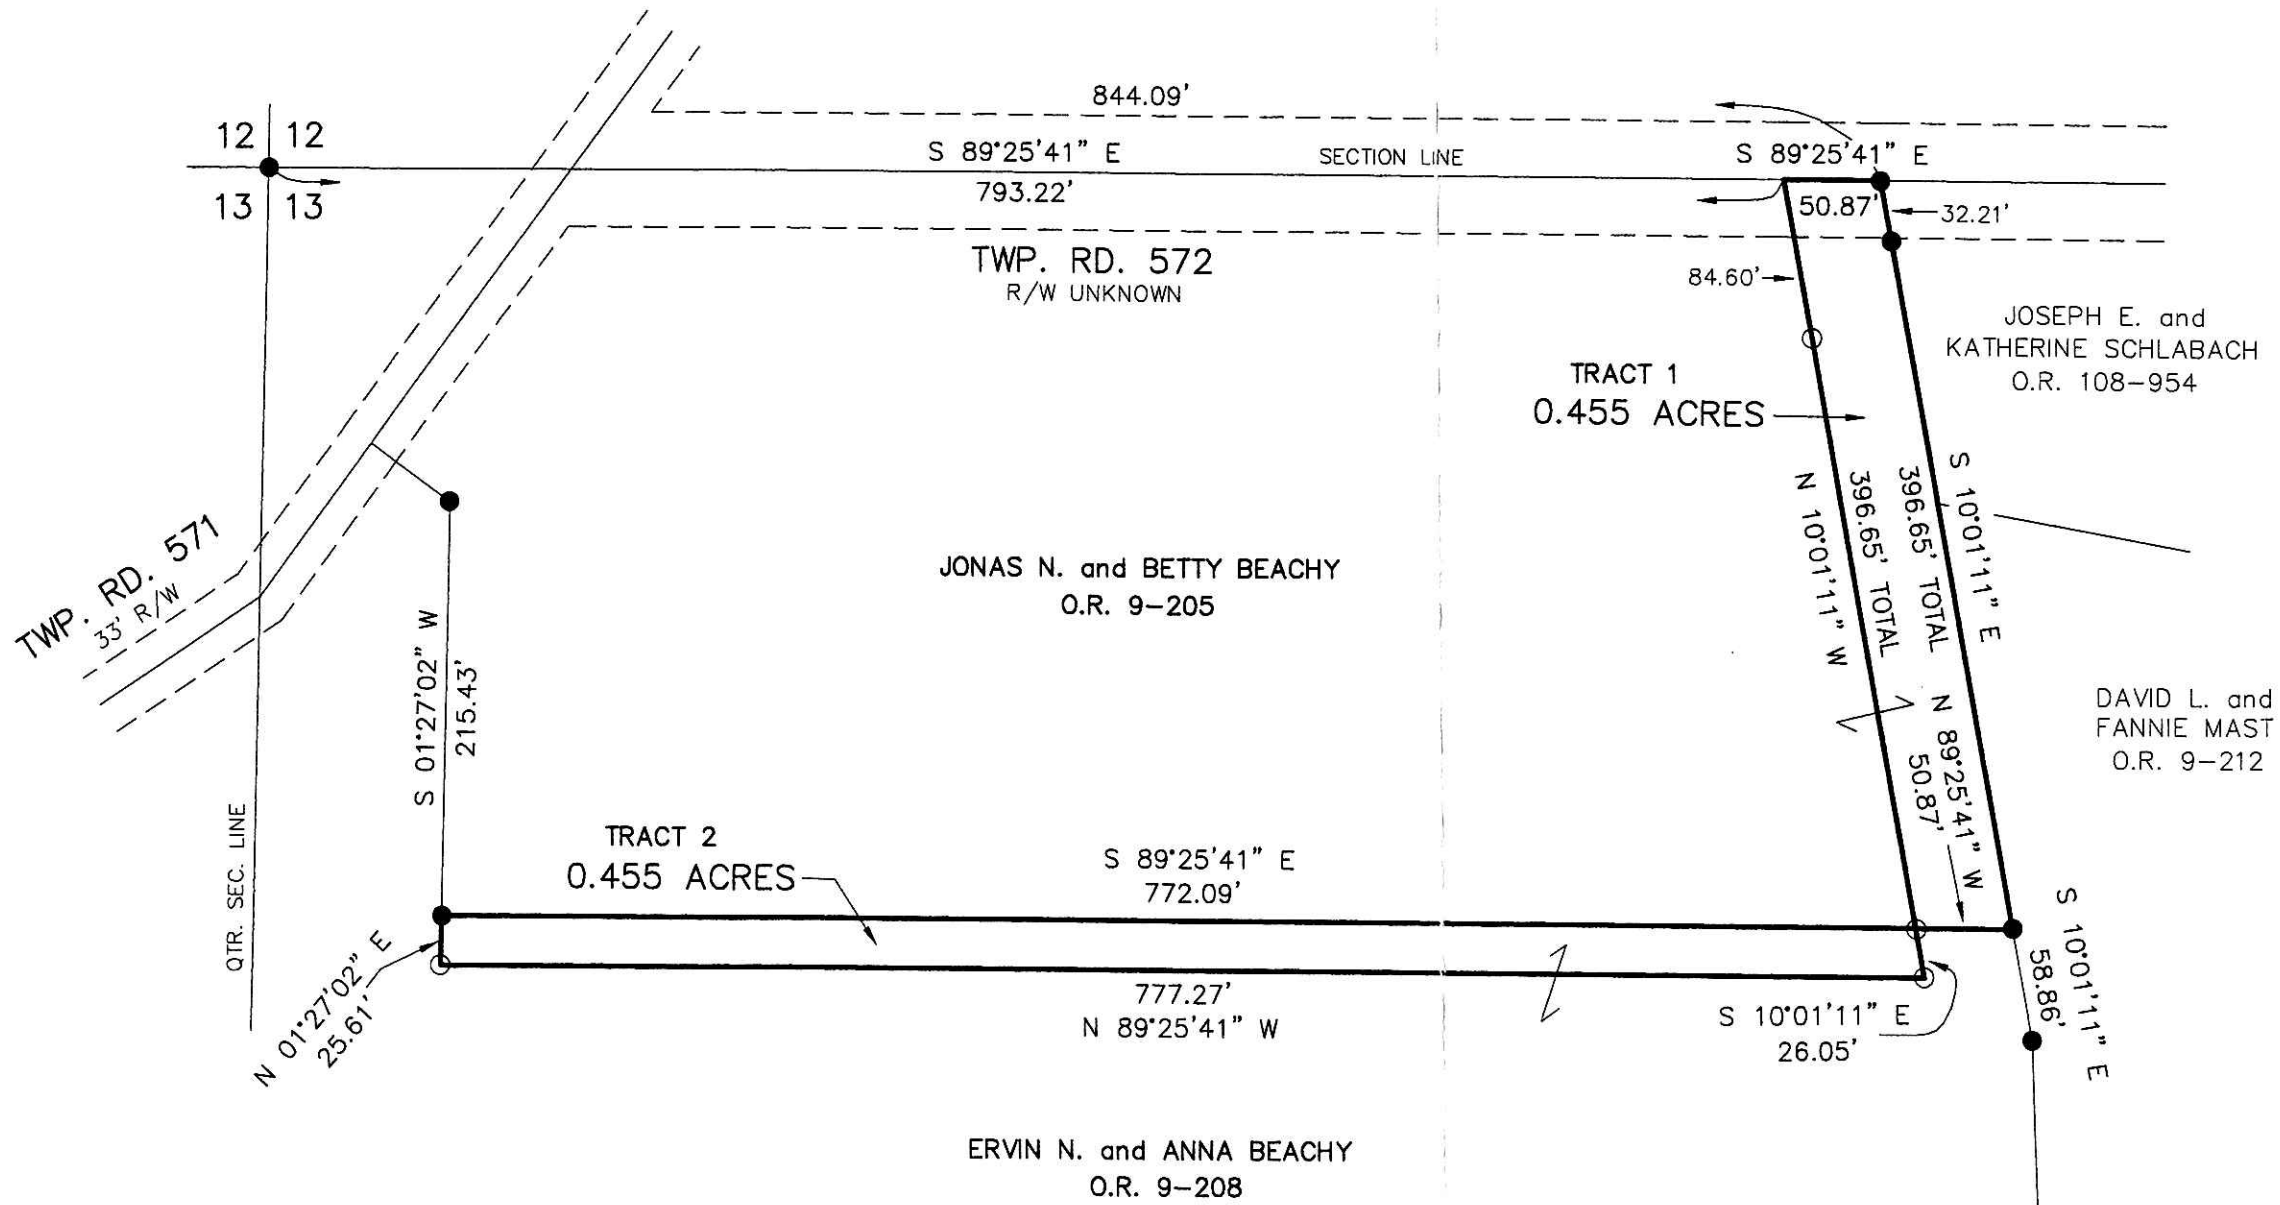 844.09'
12 12
S 89°25'41" E
SECTION LINE
S 89°25'41" E
13 13
793.22'
50.87'
32.21'
TWP. RD. 572
R/W UNKNOWN
84.60'
JOSEPH E. and
KATHERINE SCHLABACH
O.R. 108-954
TRACT 1
0.455 ACRES
TWP. RD. 571
33' R/W
JONAS N. and BETTY BEACHY
O.R. 9-205
N 10°01'11" W
396.65' TOTAL
396.65' TOTAL
S 10°01'11" E
S 01°27'02" W
215.43'
N 89°25'41" W
50.87'
DAVID L. and
FANNIE MAST
O.R. 9-212
QTR. SEC. LINE
TRACT 2
0.455 ACRES
S 89°25'41" E
772.09'
N 01°27'02" E
25.61'
777.27'
N 89°25'41" W
S 10°01'11" E
26.05'
S 10°01'11" E
58.86'
ERVIN N. and ANNA BEACHY
O.R. 9-208